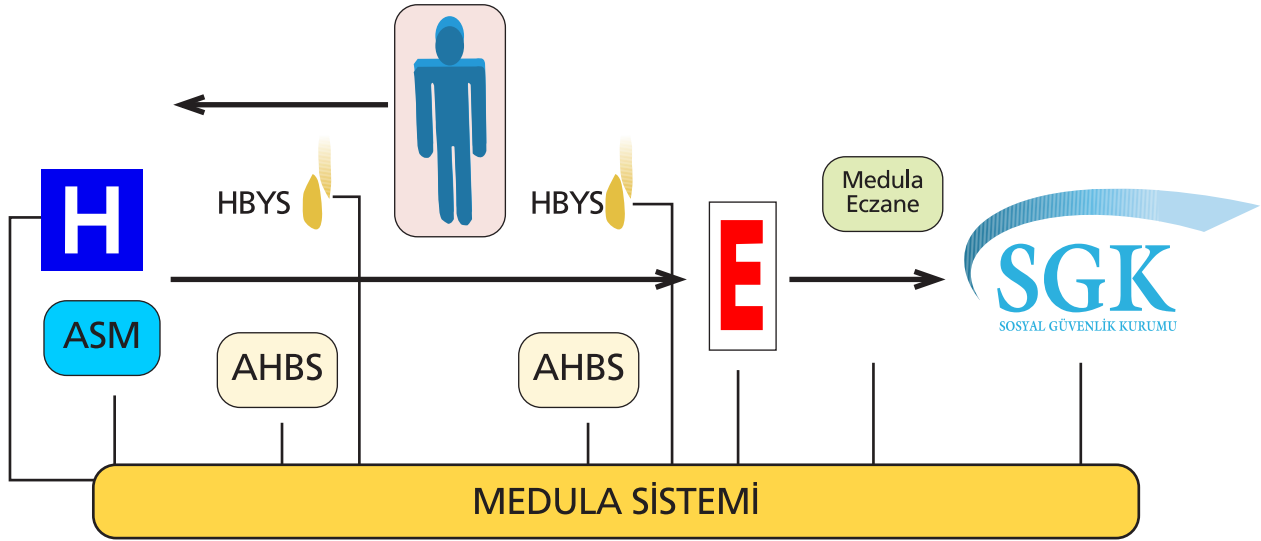 H
HBYS
HBYS
Medula
Eczane
E
SGK
SOSYAL GÜVENLİK KURUMU
ASM
AHBS
AHBS
MEDULA SİSTEMİ